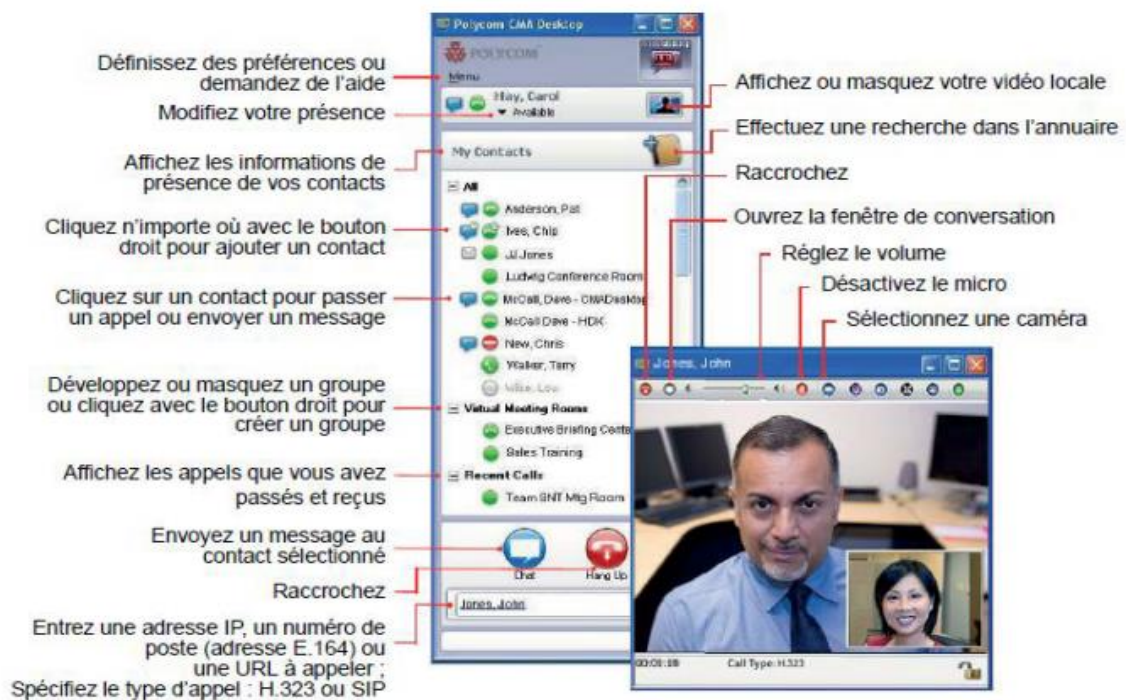 Définissez des préférences ou
demandez de l'aide
Modifiez votre présence
Affichez les informations de
présence de vos contacts
Cliquez n'importe où avec le bouton
droit pour ajouter un contact
Cliquez sur un contact pour passer
un appel ou envoyer un message
Développez ou masquez un groupe
ou cliquez avec le bouton droit pour
créer un groupe
Affichez les appels que vous avez
passés et reçus
Envoyez un message au
contact sélectionné
Raccrochez
Entrez une adresse IP, un numéro de
poste (adresse E.164) ou
une URL à appeler ;
Spécifiez le type d'appel : H.323 ou SIP
Polycom CMA Desktop
POLYCOM
Menu
May, Carol
Available
My Contacts
All
Anderson, Pat
Ives, Chip
JJ Jones
Ludwig Conference Room
McCall, Dave - CMADesktop
McCall Dave - HDX
New, Chris
Walker, Terry
Virtual Meeting Rooms
Executive Briefing Cente
Sales Training
Recent Calls
Team SNT Mtg Room
Chat
Hang Up
Jones, John
Affichez ou masquez votre vidéo locale
Effectuez une recherche dans l'annuaire
Raccrochez
Ouvrez la fenêtre de conversation
Réglez le volume
Désactivez le micro
Sélectionnez une caméra
Jones, John
Call Type: H.323